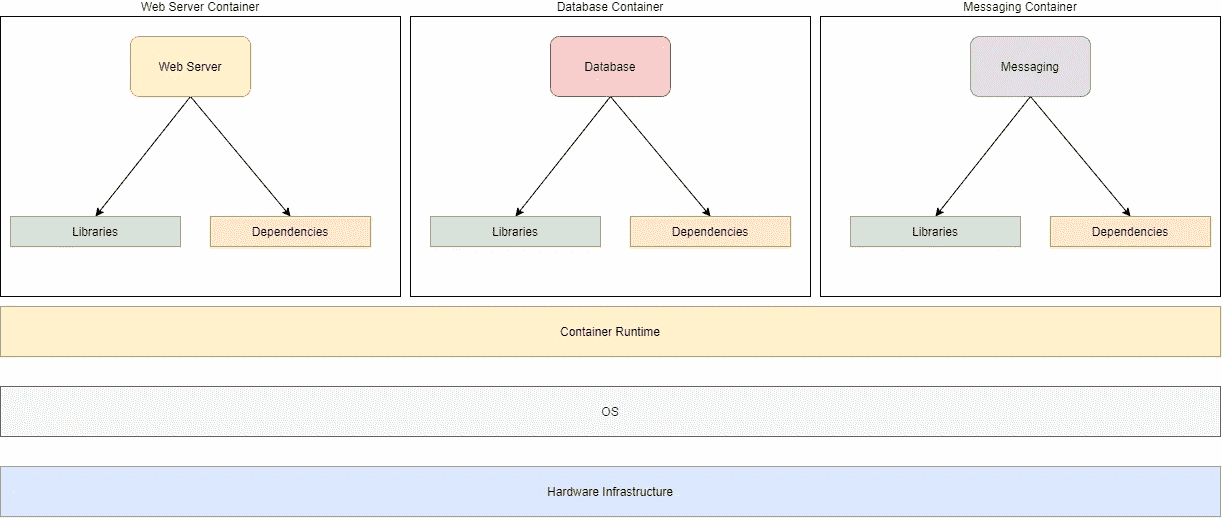 Web Server Container
Database Container
Messaging Container
Web Server
Database
Messaging
Libraries
Dependencies
Libraries
Dependencies
Libraries
Dependencies
Container Runtime
OS
Hardware Infrastructure